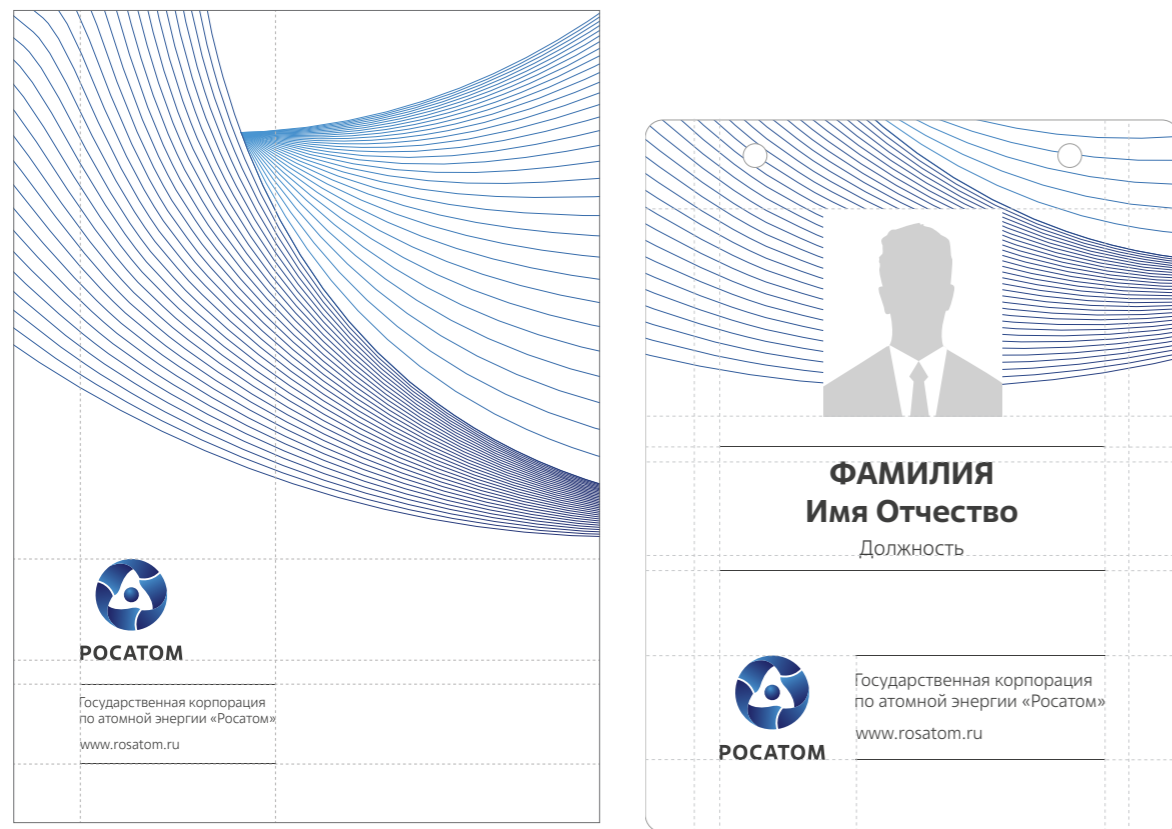 РОСАТОМ
Государственная корпорация
по атомной энергии «Росатом»
www.rosatom.ru
ФАМИЛИЯ
Имя Отчество
Должность
РОСАТОМ
Государственная корпорация
по атомной энергии «Росатом»
www.rosatom.ru